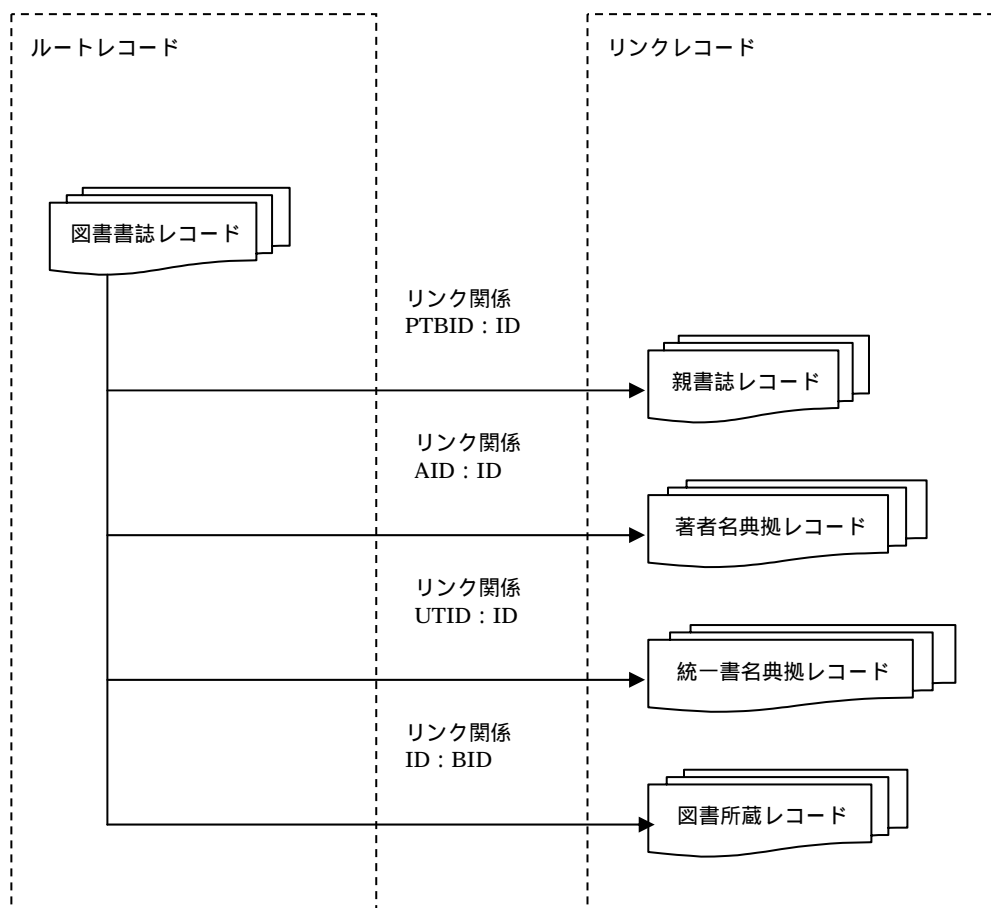 ルートレコード
リンクレコード
図書書誌レコード
リンク関係
PTBID：ID
親書誌レコード
リンク関係
AID：ID
著者名典拠レコード
リンク関係
UTID：ID
統一書名典拠レコード
リンク関係
ID：BID
図書所蔵レコード